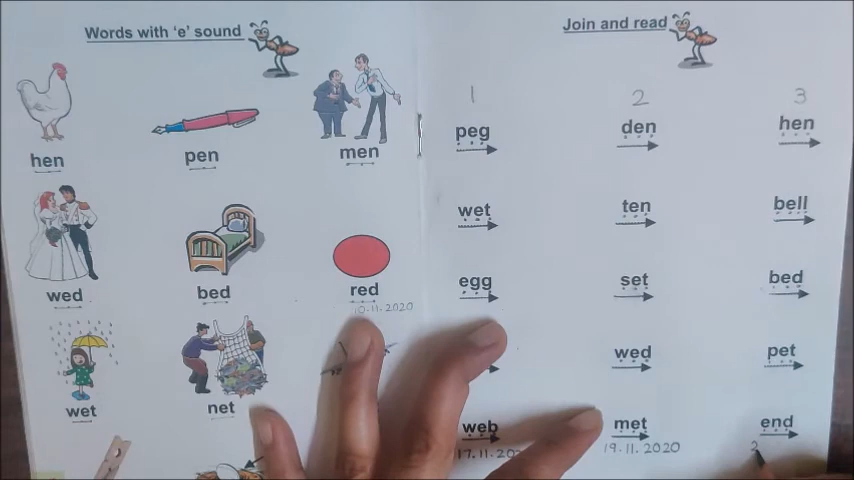 Words with 'e' sound
hen pen men
wed bed red
10.11.2020
wet net
Join and read
1 2 3
peg den hen
wet ten bell
egg set bed
wed pet
web met end
17.11.20
19.11.2020
2